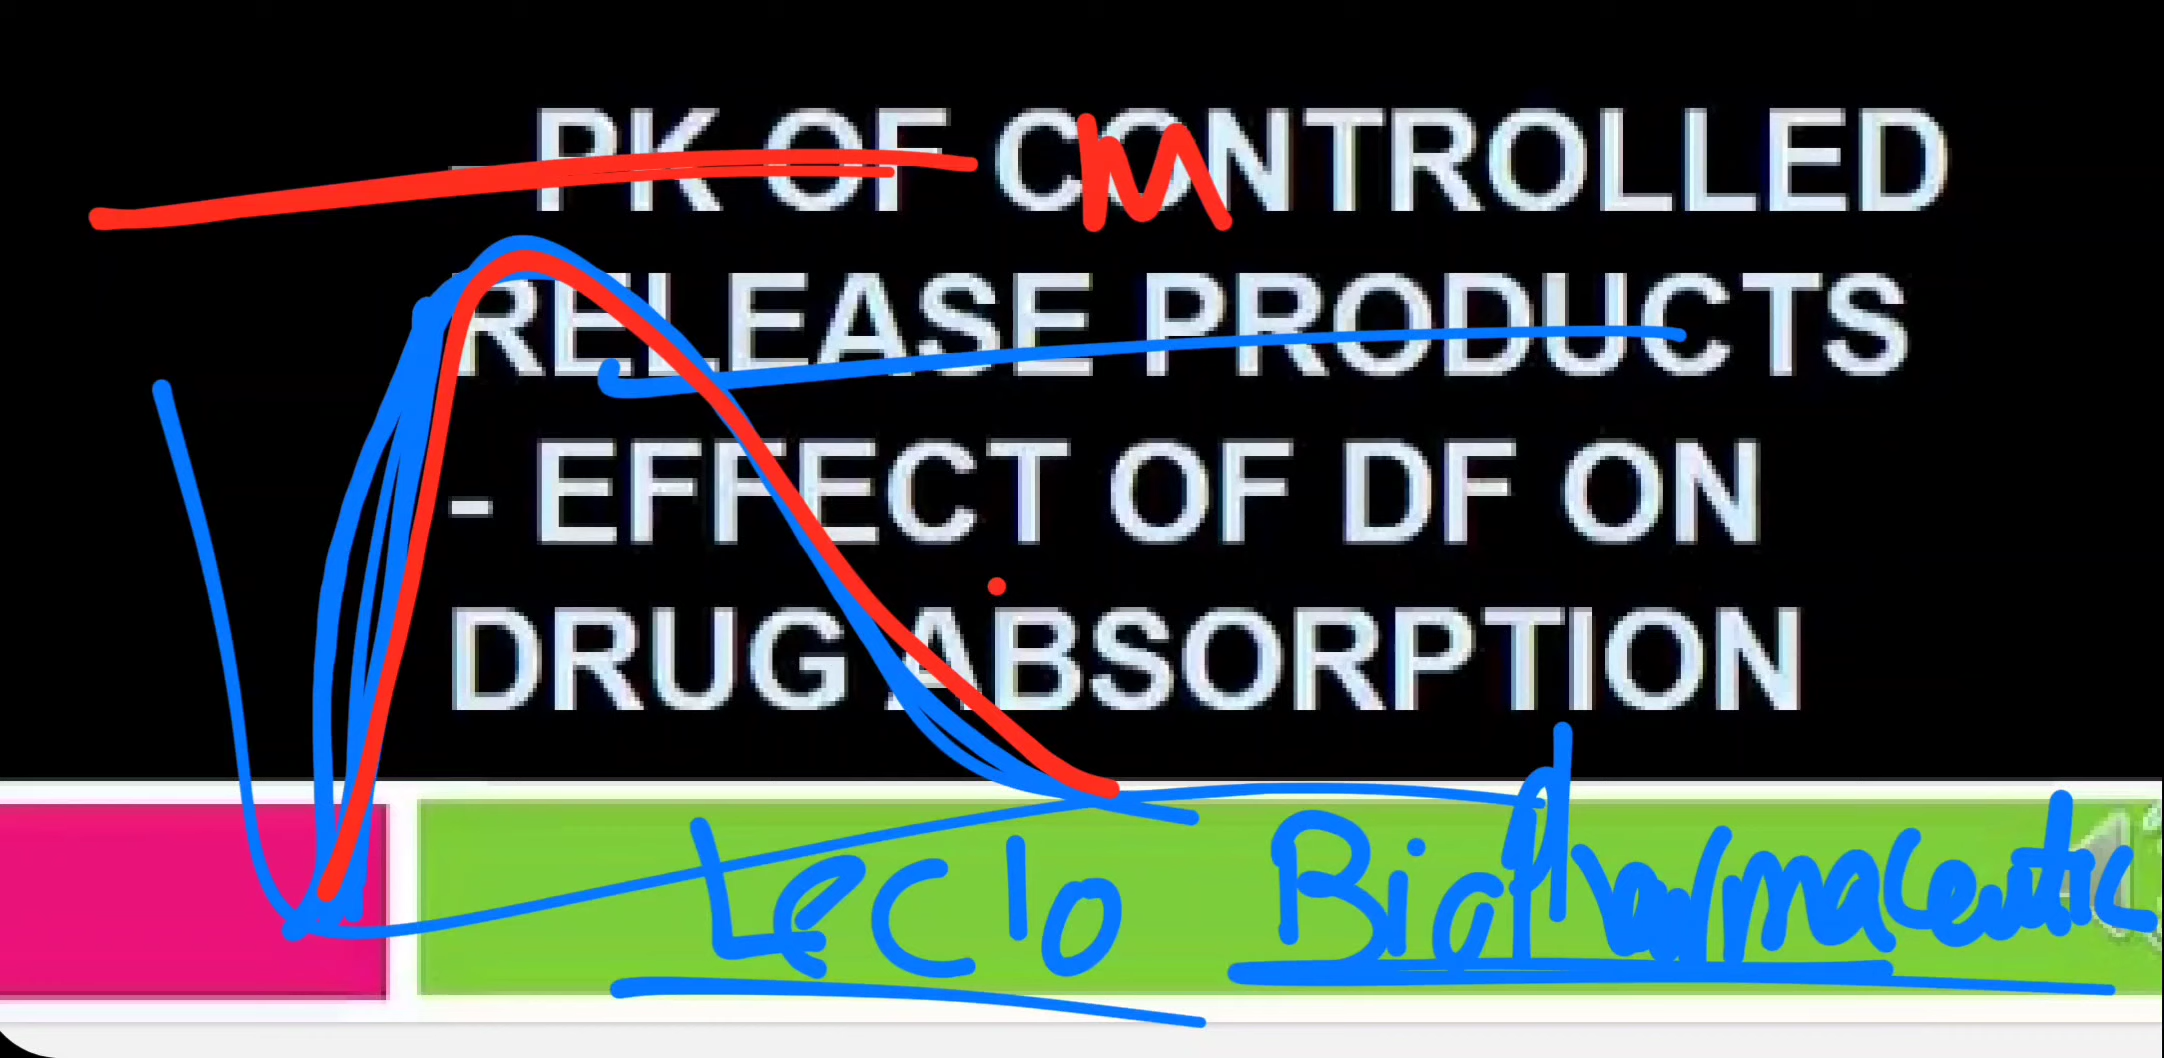 - PK OF CONTROLLED
RELEASE PRODUCTS
- EFFECT OF DF ON
DRUG ABSORPTION
Lec 10 Biopharmaceutic